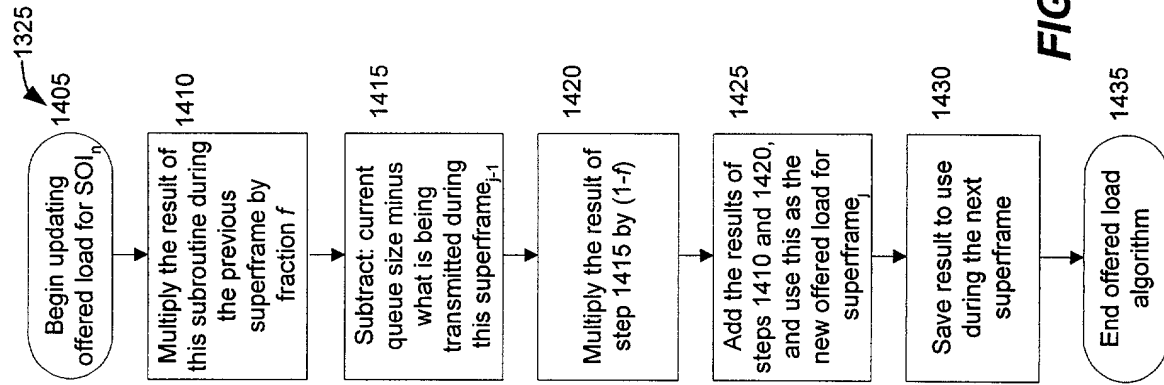 1325
1405
Begin updating
offered load for SOIn
1410
Multiply the result of
this subroutine during
the previous
superframe by
fraction f
1415
Subtract: current
queue size minus
what is being
transmitted during
this superframej-1
1420
Multiply the result of
step 1415 by (1-f)
1425
Add the results of
steps 1410 and 1420,
and use this as the
new offered load for
superframej
1430
Save result to use
during the next
superframe
1435
End offered load
algorithm
FIG